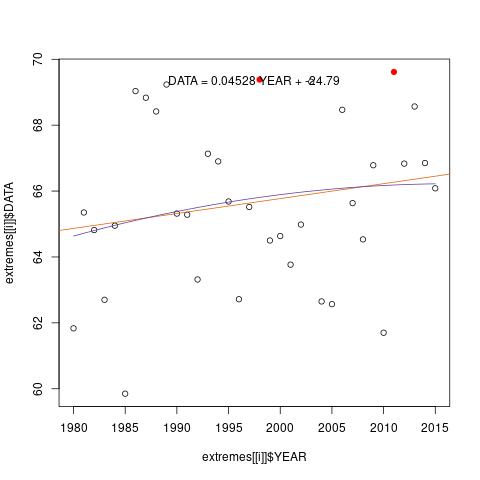 DATA = 0.04528 YEAR + -24.79
70
68
66
64
62
60
extremes[[i]]$DATA
1980 1985 1990 1995 2000 2005 2010 2015
extremes[[i]]$YEAR